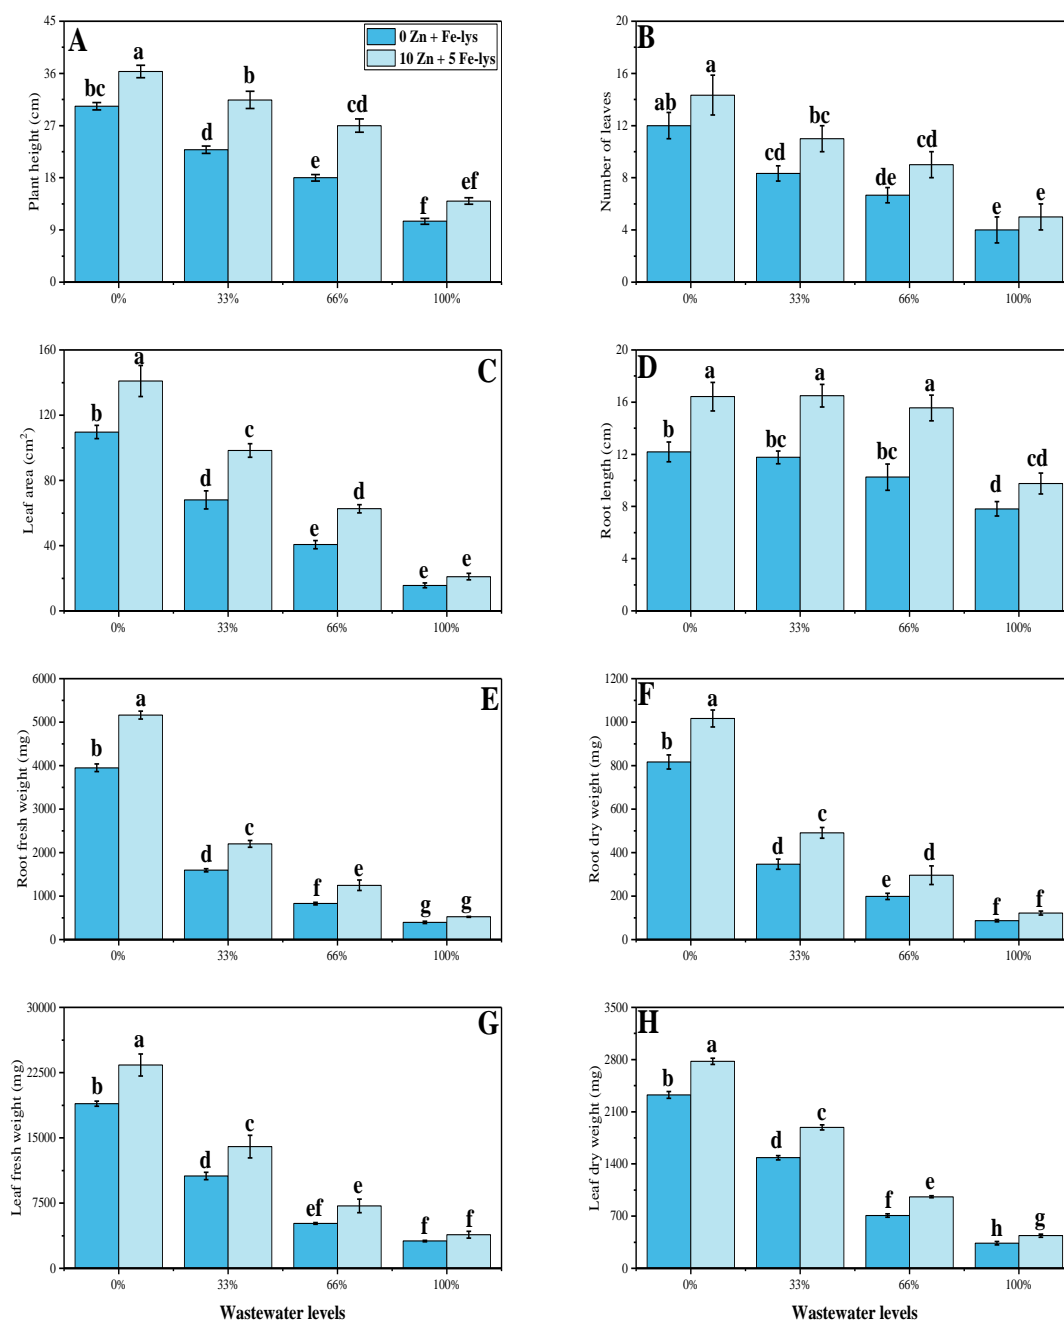 A
0 Zn + Fe-lys
10 Zn + 5 Fe-lys
Plant height (cm)
45
36
27
18
9
0
bc a d b e cd f ef
0% 33% 66% 100%
B
Number of leaves
20
16
12
8
4
0
ab a cd bc de cd e e
0% 33% 66% 100%
C
Leaf area (cm²)
160
120
80
40
0
b a d c e d e e
0% 33% 66% 100%
D
Root length (cm)
20
16
12
8
4
0
b a bc a bc a d cd
0% 33% 66% 100%
E
Root fresh weight (mg)
6000
5000
4000
3000
2000
1000
0
b a d c f e g g
0% 33% 66% 100%
F
Root dry weight (mg)
1200
1000
800
600
400
200
0
b a d c e d f f
0% 33% 66% 100%
G
Leaf fresh weight (mg)
30000
22500
15000
7500
0
b a d c ef e f f
0% 33% 66% 100%
Wastewater levels
H
Leaf dry weight (mg)
3500
2800
2100
1400
700
0
b a d c f e h g
0% 33% 66% 100%
Wastewater levels